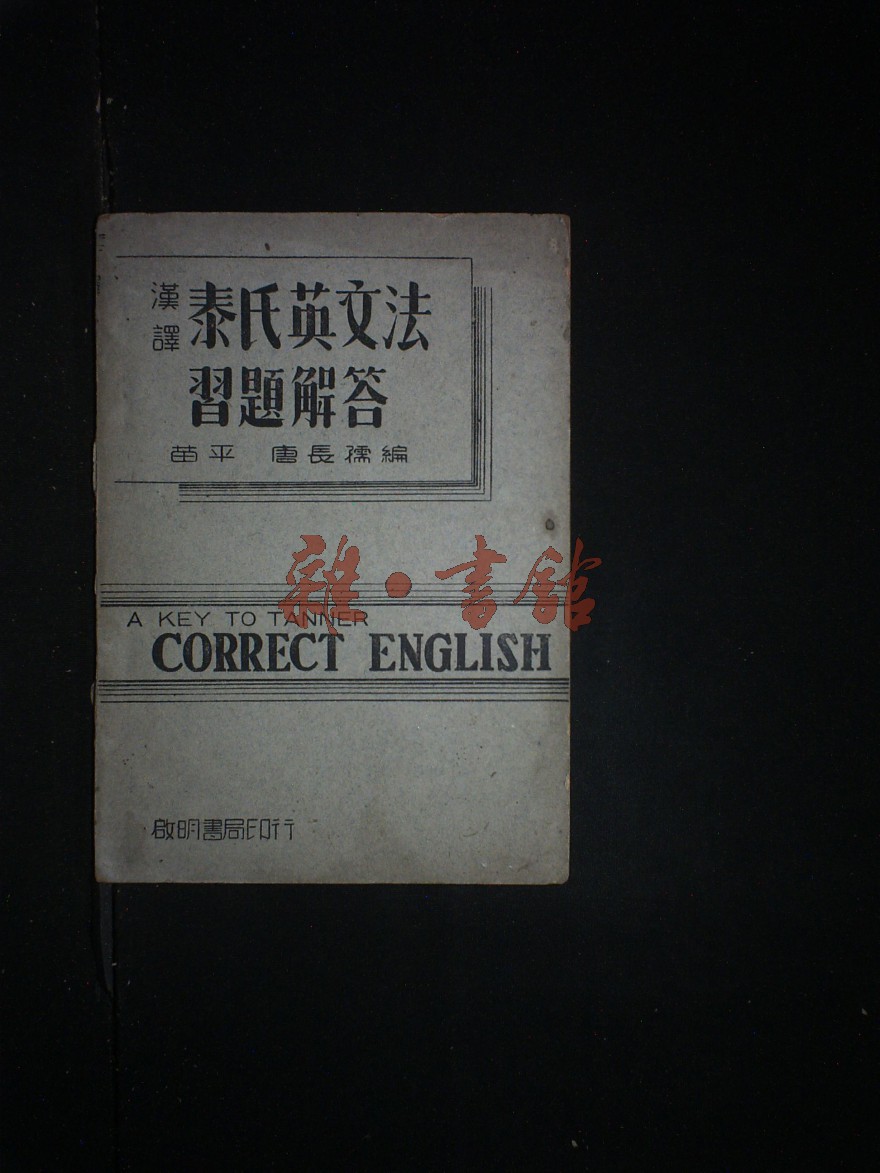 漢譯
泰氏英文法
習題解答
苗平 唐長孺編
雜·書館
A KEY TO TANNER
CORRECT ENGLISH
啟明書局印行